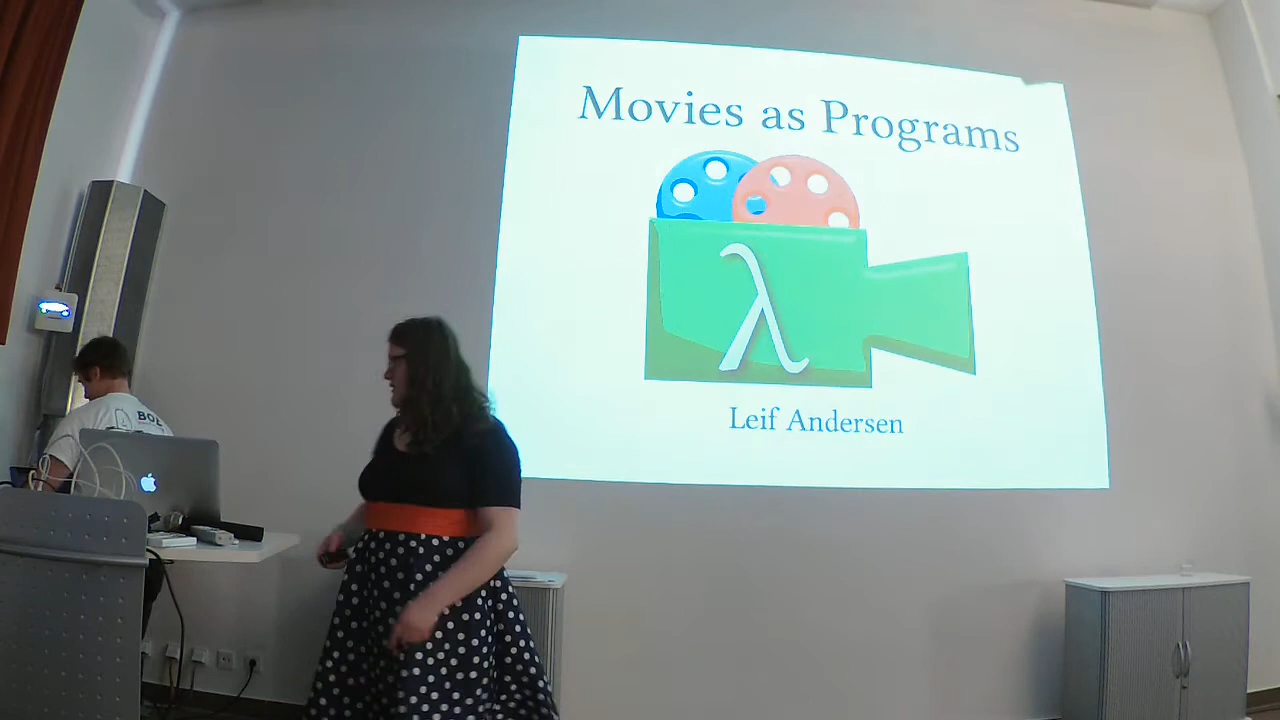 Movies as Programs
λ
Leif Andersen